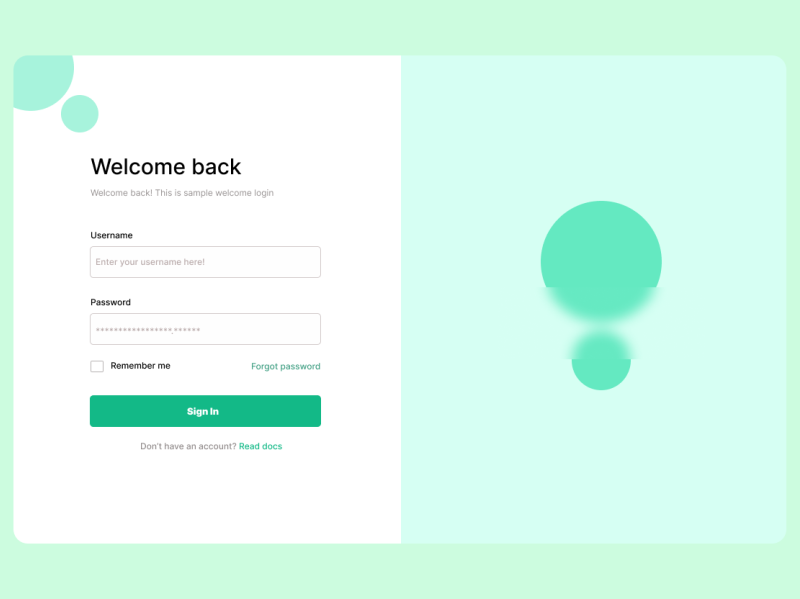 Welcome back
Welcome back! This is sample welcome login
Username
Enter your username here!
Password
*****************.******
Remember me
Forgot password
Sign In
Don't have an account? Read docs